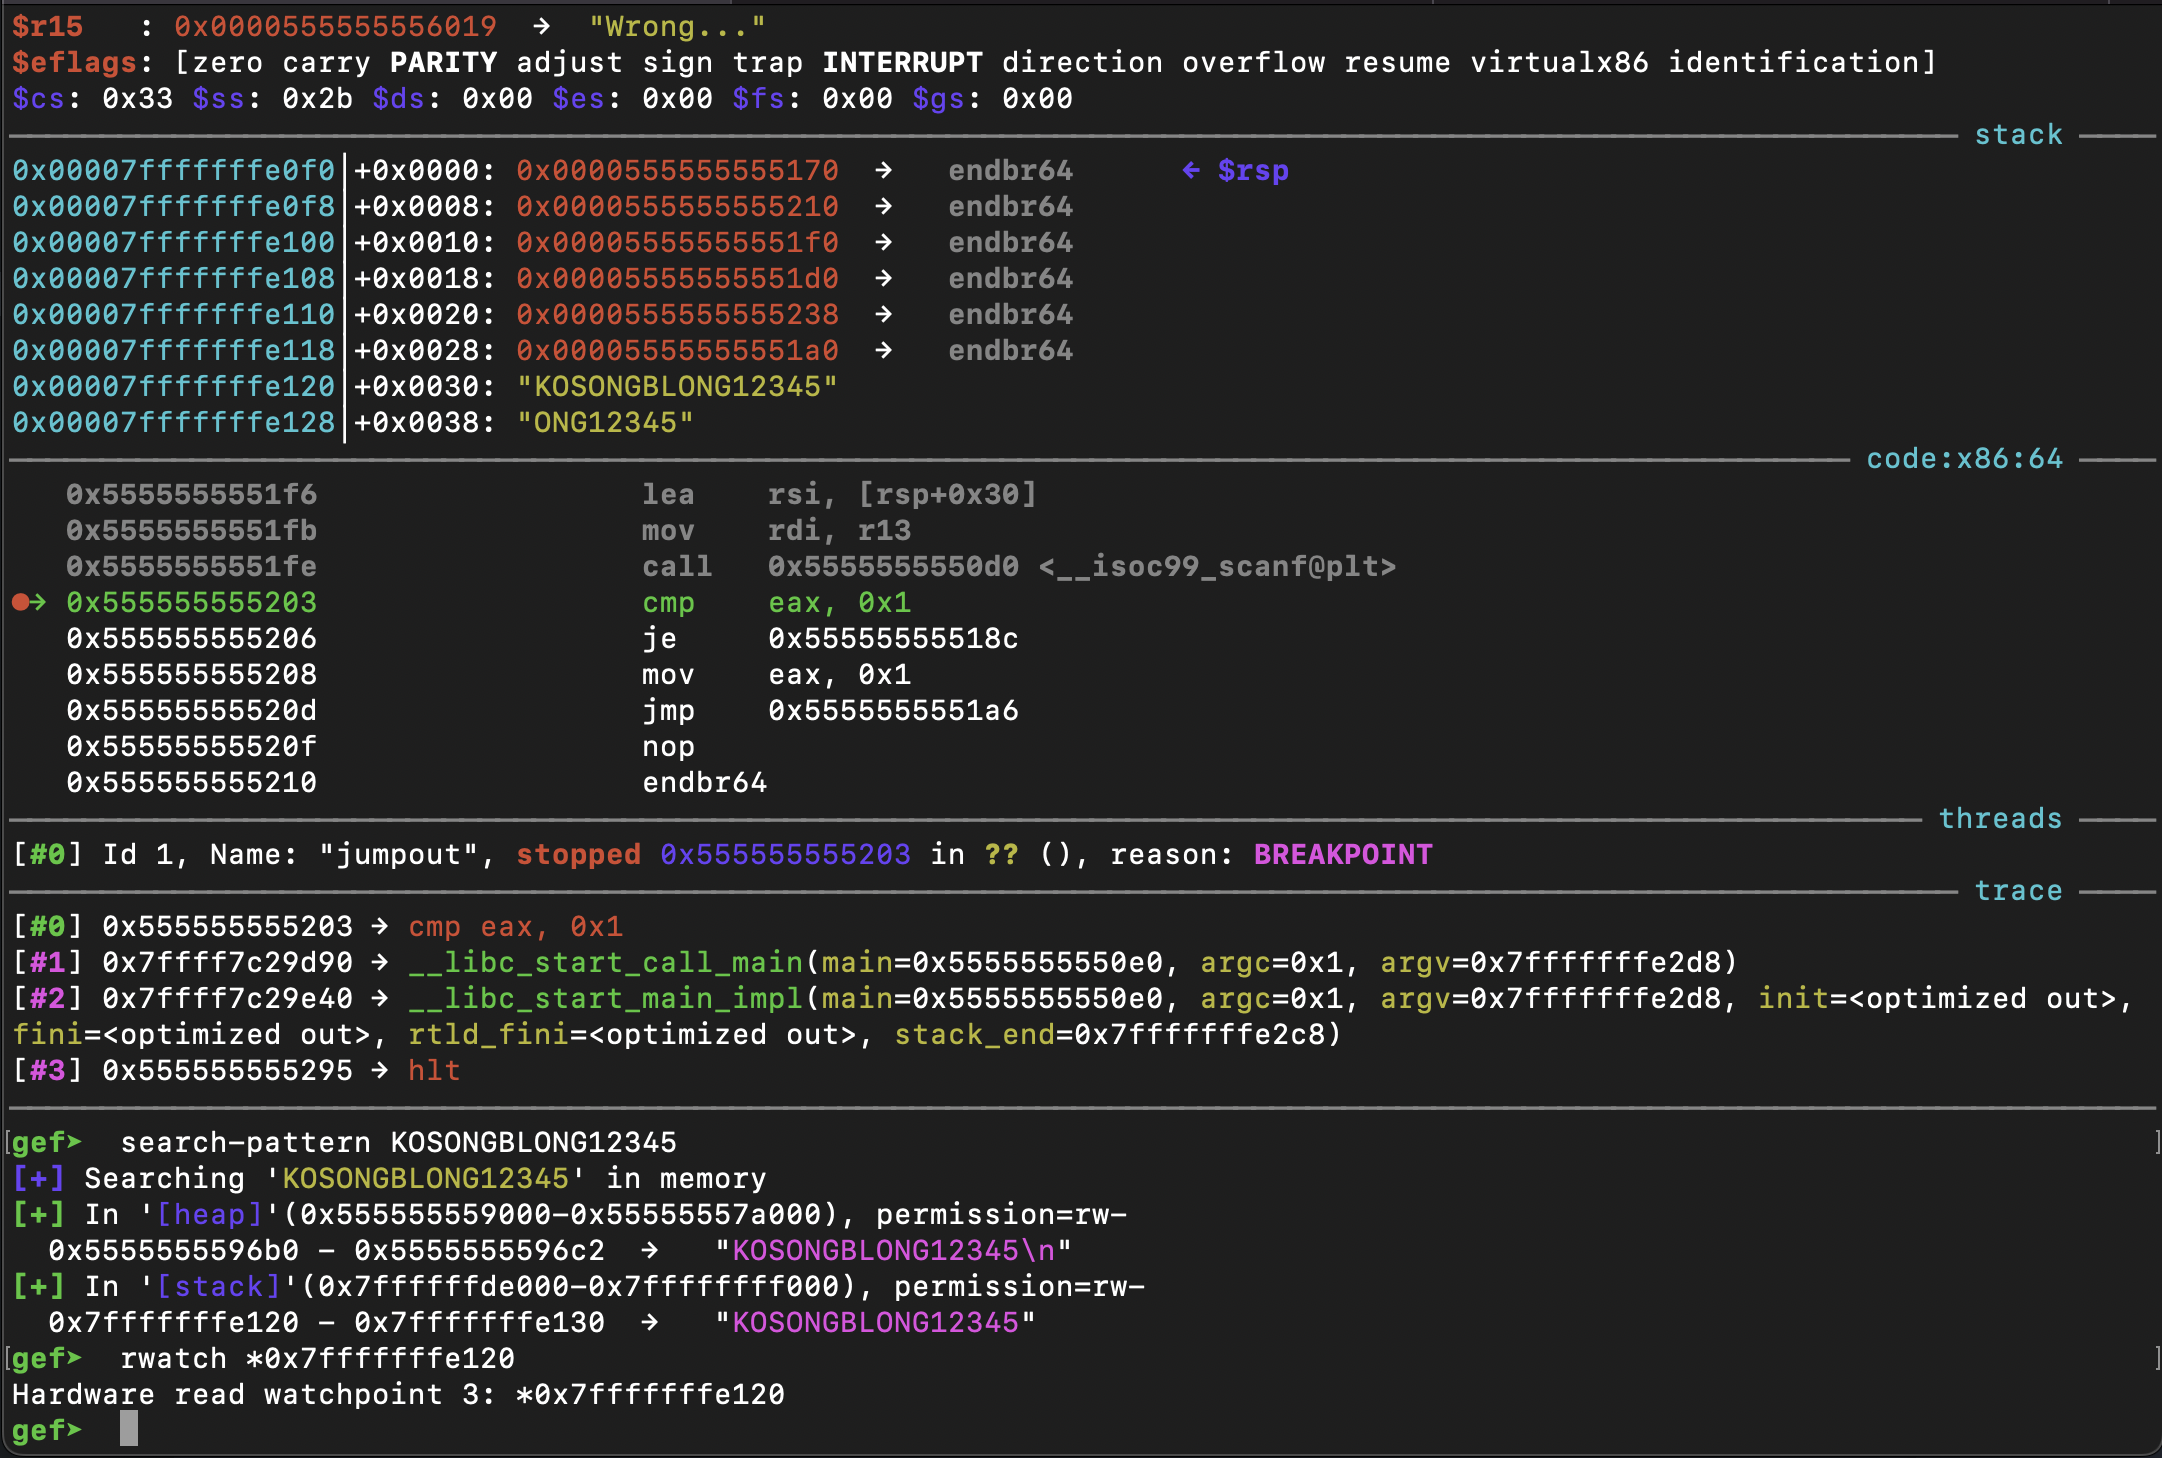 $r15   : 0x0000555555556019  →  "Wrong..."
$eflags: [zero carry PARITY adjust sign trap INTERRUPT direction overflow resume virtualx86 identification]
$cs: 0x33 $ss: 0x2b $ds: 0x00 $es: 0x00 $fs: 0x00 $gs: 0x00
stack
0x00007fffffffe0f0│+0x0000: 0x0000555555555170  →   endbr64      ← $rsp
0x00007fffffffe0f8│+0x0008: 0x0000555555555210  →   endbr64
0x00007fffffffe100│+0x0010: 0x00005555555551f0  →   endbr64
0x00007fffffffe108│+0x0018: 0x00005555555551d0  →   endbr64
0x00007fffffffe110│+0x0020: 0x0000555555555238  →   endbr64
0x00007fffffffe118│+0x0028: 0x00005555555551a0  →   endbr64
0x00007fffffffe120│+0x0030: "KOSONGBLONG12345"
0x00007fffffffe128│+0x0038: "ONG12345"
code:x86:64
0x5555555551f6                  lea    rsi, [rsp+0x30]
0x5555555551fb                  mov    rdi, r13
0x5555555551fe                  call   0x5555555550d0 <__isoc99_scanf@plt>
●→ 0x555555555203                  cmp    eax, 0x1
0x555555555206                  je     0x55555555518c
0x555555555208                  mov    eax, 0x1
0x55555555520d                  jmp    0x5555555551a6
0x55555555520f                  nop
0x555555555210                  endbr64
threads
[#0] Id 1, Name: "jumpout", stopped 0x555555555203 in ?? (), reason: BREAKPOINT
trace
[#0] 0x555555555203 → cmp eax, 0x1
[#1] 0x7ffff7c29d90 → __libc_start_call_main(main=0x5555555550e0, argc=0x1, argv=0x7fffffffe2d8)
[#2] 0x7ffff7c29e40 → __libc_start_main_impl(main=0x5555555550e0, argc=0x1, argv=0x7fffffffe2d8, init=<optimized out>,
fini=<optimized out>, rtld_fini=<optimized out>, stack_end=0x7fffffffe2c8)
[#3] 0x555555555295 → hlt
[gef➤  search-pattern KOSONGBLONG12345 ]
[+] Searching 'KOSONGBLONG12345' in memory
[+] In '[heap]'(0x555555559000-0x55555557a000), permission=rw-
0x5555555596b0 - 0x5555555596c2  →   "KOSONGBLONG12345\n"
[+] In '[stack]'(0x7ffffffde000-0x7ffffffff000), permission=rw-
0x7fffffffe120 - 0x7fffffffe130  →   "KOSONGBLONG12345"
[gef➤  rwatch *0x7fffffffe120 ]
Hardware read watchpoint 3: *0x7fffffffe120
gef➤